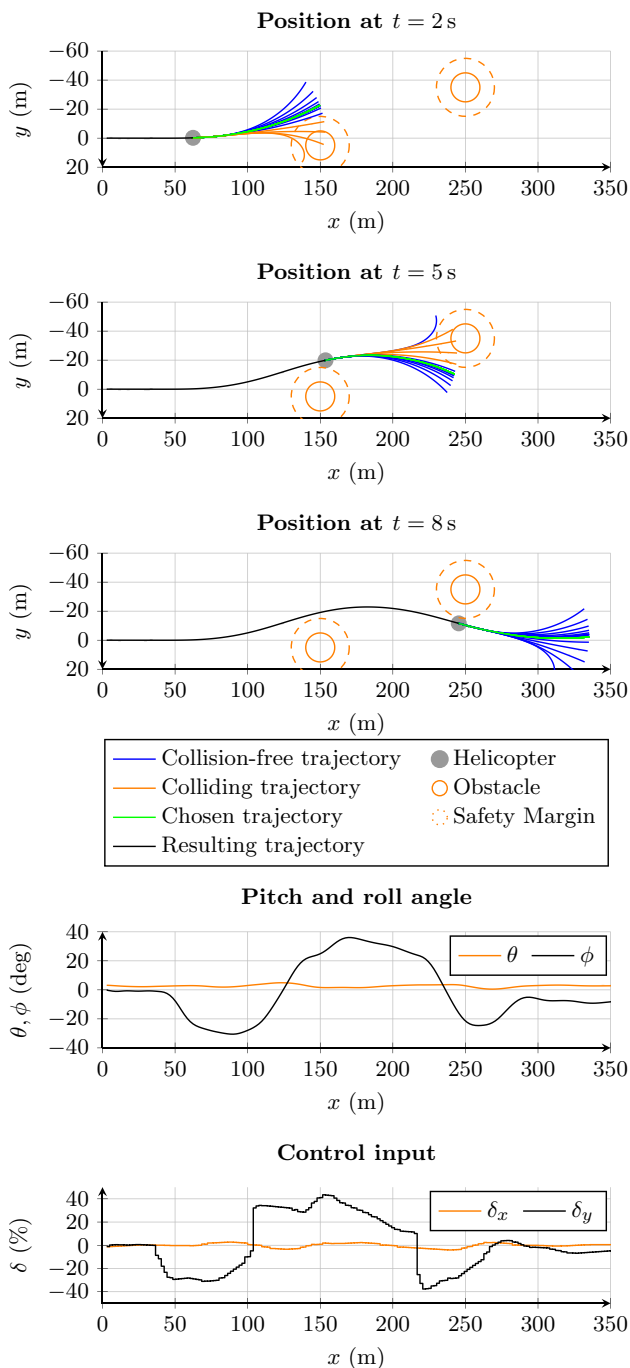 Position at t = 2 s
−60
−40
−20
0
20
y (m)
0 50 100 150 200 250 300 350
x (m)
Position at t = 5 s
−60
−40
−20
0
20
y (m)
0 50 100 150 200 250 300 350
x (m)
Position at t = 8 s
−60
−40
−20
0
20
y (m)
0 50 100 150 200 250 300 350
x (m)
Collision-free trajectory
Colliding trajectory
Chosen trajectory
Resulting trajectory
Helicopter
Obstacle
Safety Margin
Pitch and roll angle
40
20
0
−20
−40
θ, ϕ (deg)
θ ϕ
0 50 100 150 200 250 300 350
x (m)
Control input
40
20
0
−20
−40
δ (%)
δx δy
0 50 100 150 200 250 300 350
x (m)